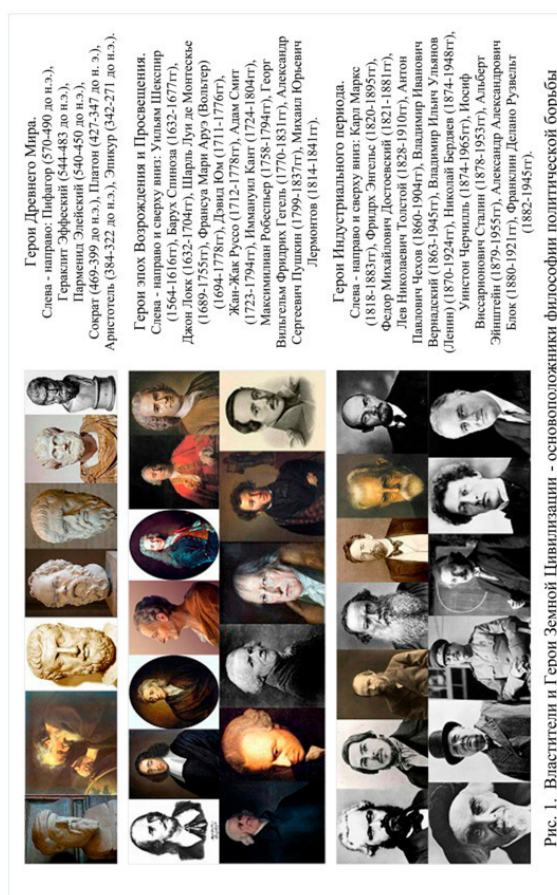 Герои Древнего Мира.
Слева - направо: Пифагор (570-490 до н.э.),
Гераклит Эффеский (544-483 до н.э.),
Парменид Элейский (540-450 до н.э.),
Сократ (469-399 до н.э.), Платон (427-347 до н. э.),
Аристотель (384-322 до н.э.), Эпикур (342-271 до н.э.)
Герои эпох Возрождения и Просвещения.
Слева - направо и сверху вниз: Уильям Шекспир
(1564-1616гг), Барух Спиноза (1632-1677гг)
Джон Локк (1632-1704гг), Шарль Луи де Монтескье
(1689-1755гг), Франсуа Мари Аруэ (Вольтер)
(1694-1778гг), Дэвид Юм (1711-1776гг),
Жан-Жак Руссо (1712-1778гг), Адам Смит
(1723-1794гг), Иммануил Кант (1724-1804гг),
Максимилиан Робеспьер (1758-1794гг), Георг
Вильгельм Фридрих Гегель (1770-1831гг), Александр
Сергеевич Пушкин (1799-1837гг), Михаил Юрьевич
Лермонтов (1814-1841гг).
Герои Индустриального периода.
Слева - направо и сверху вниз: Карл Маркс
(1818-1883гг), Фридрх Энгельс (1820-1895гг),
Федор Михайлович Достоевский (1821-1881гг),
Лев Николаевич Толстой (1828-1910гг), Антон
Павлович Чехов (1860-1904гг), Владимир Иванович
Вернадский (1863-1945гг), Владимир Ильич Ульянов
(Ленин) (1870-1924гг), Николай Бердяев (1874-1948гг),
Уинстон Черчилль (1874-1965гг), Иосиф
Виссарионович Сталин (1878-1953гг), Альберт
Эйнштейн (1879-1955гг), Александр Александрович
Блок (1880-1921гг), Франклин Делано Рузвельт
1882-1945гг).
Рис. 1. Властители и Герои Земной Цивилизации - основоположники философии политической борьбы